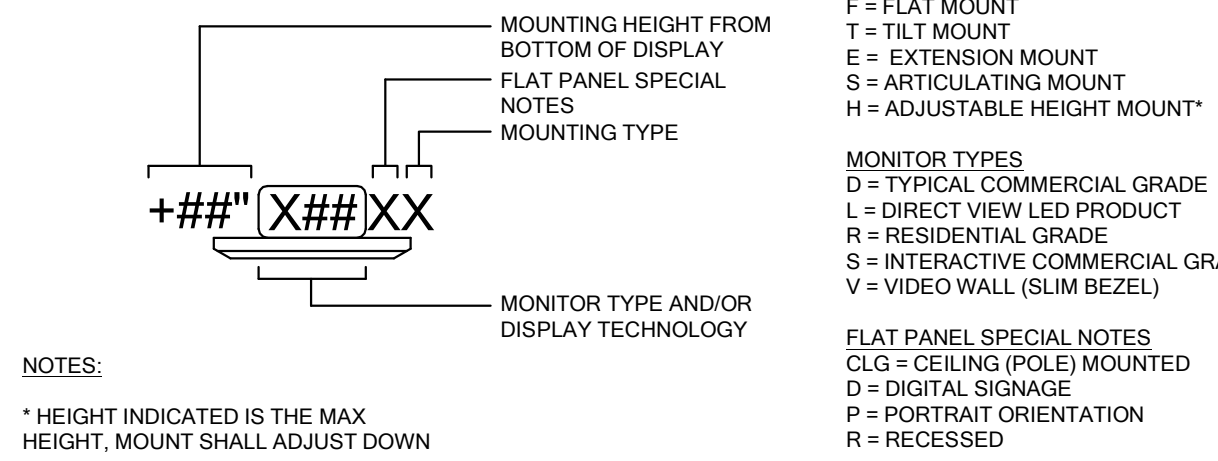 MOUNTING HEIGHT FROM
BOTTOM OF DISPLAY
FLAT PANEL SPECIAL
NOTES
MOUNTING TYPE
+##" X## XX
MONITOR TYPE AND/OR
DISPLAY TECHNOLOGY
NOTES:
* HEIGHT INDICATED IS THE MAX
HEIGHT, MOUNT SHALL ADJUST DOWN
F = FLAT MOUNT
T = TILT MOUNT
E = EXTENSION MOUNT
S = ARTICULATING MOUNT
H = ADJUSTABLE HEIGHT MOUNT*
MONITOR TYPES
D = TYPICAL COMMERCIAL GRADE
L = DIRECT VIEW LED PRODUCT
R = RESIDENTIAL GRADE
S = INTERACTIVE COMMERCIAL
V = VIDEO WALL (SLIM BEZEL)
FLAT PANEL SPECIAL NOTES
CLG = CEILING (POLE) MOUNTED
D = DIGITAL SIGNAGE
P = PORTRAIT ORIENTATION
R = RECESSED